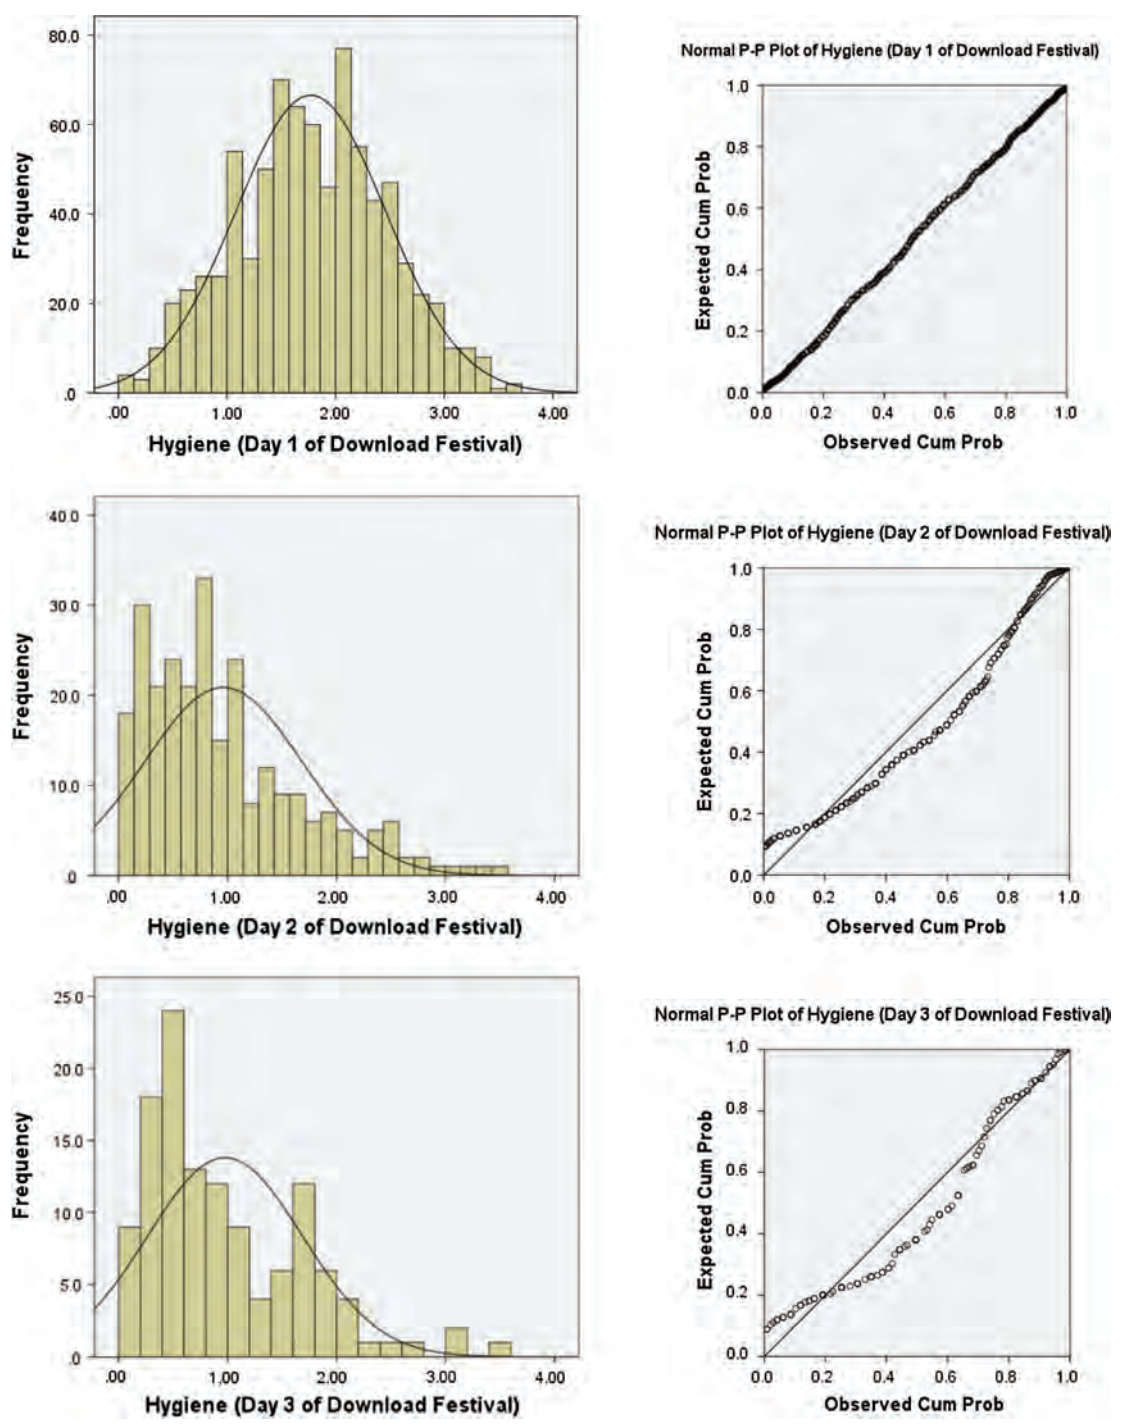 80.0
60.0
40.0
20.0
.0
Frequency
.00 1.00 2.00 3.00 4.00
Hygiene (Day 1 of Download Festival)
Normal P-P Plot of Hygiene (Day 1 of Download Festival)
1.0
0.8
0.6
0.4
0.2
0.0
Expected Cum Prob
0.0 0.2 0.4 0.6 0.8 1.0
Observed Cum Prob
40.0
30.0
20.0
10.0
.0
Frequency
.00 1.00 2.00 3.00 4.00
Hygiene (Day 2 of Download Festival)
Normal P-P Plot of Hygiene (Day 2 of Download Festival)
1.0
0.8
0.6
0.4
0.2
0.0
Expected Cum Prob
0.0 0.2 0.4 0.6 0.8 1.0
Observed Cum Prob
25.0
20.0
15.0
10.0
5.0
.0
Frequency
.00 1.00 2.00 3.00 4.00
Hygiene (Day 3 of Download Festival)
Normal P-P Plot of Hygiene (Day 3 of Download Festival)
1.0
0.8
0.6
0.4
0.2
0.0
Expected Cum Prob
0.0 0.2 0.4 0.6 0.8 1.0
Observed Cum Prob